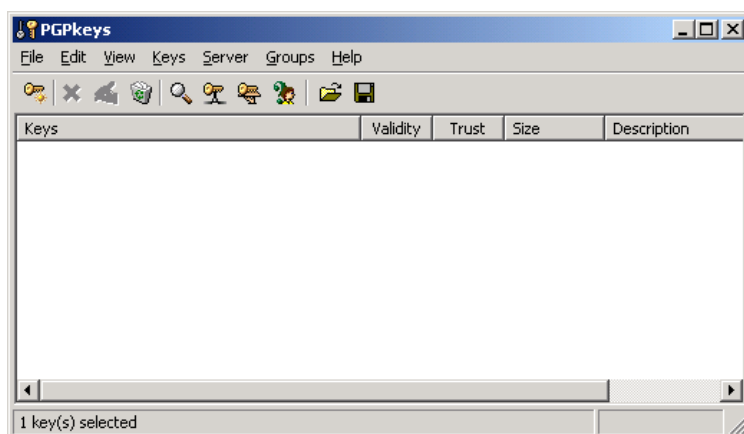 PGPkeys
File Edit View Keys Server Groups Help
Keys Validity Trust Size Description
1 key(s) selected